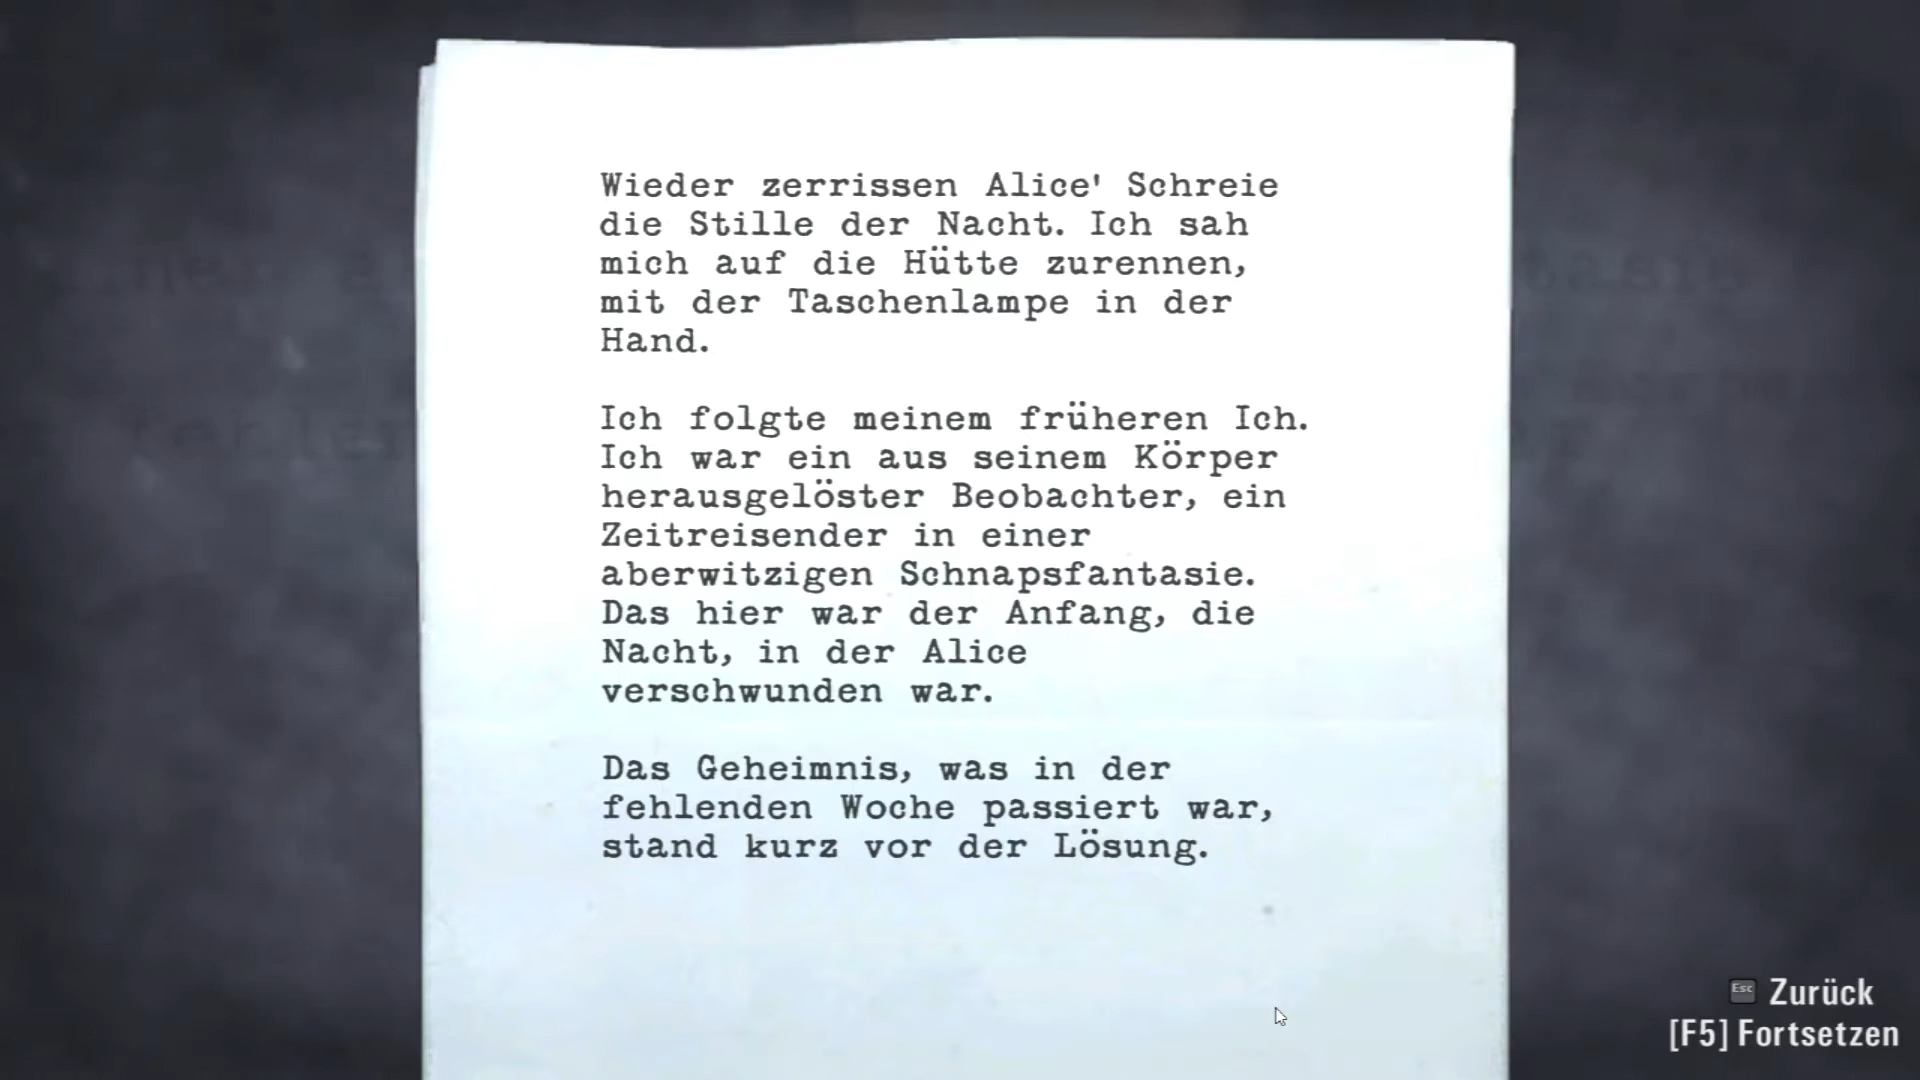 Wieder zerrissen Alice' Schreie
die Stille der Nacht. Ich sah
mich auf die Hütte zurennen,
mit der Taschenlampe in der
Hand.
Ich folgte meinem früheren Ich.
Ich war ein aus seinem Körper
herausgelöster Beobachter, ein
Zeitreisender in einer
aberwitzigen Schnapsfantasie.
Das hier war der Anfang, die
Nacht, in der Alice
verschwunden war.
Das Geheimnis, was in der
fehlenden Woche passiert war,
stand kurz vor der Lösung.
Esc Zurück
[F5] Fortsetzen